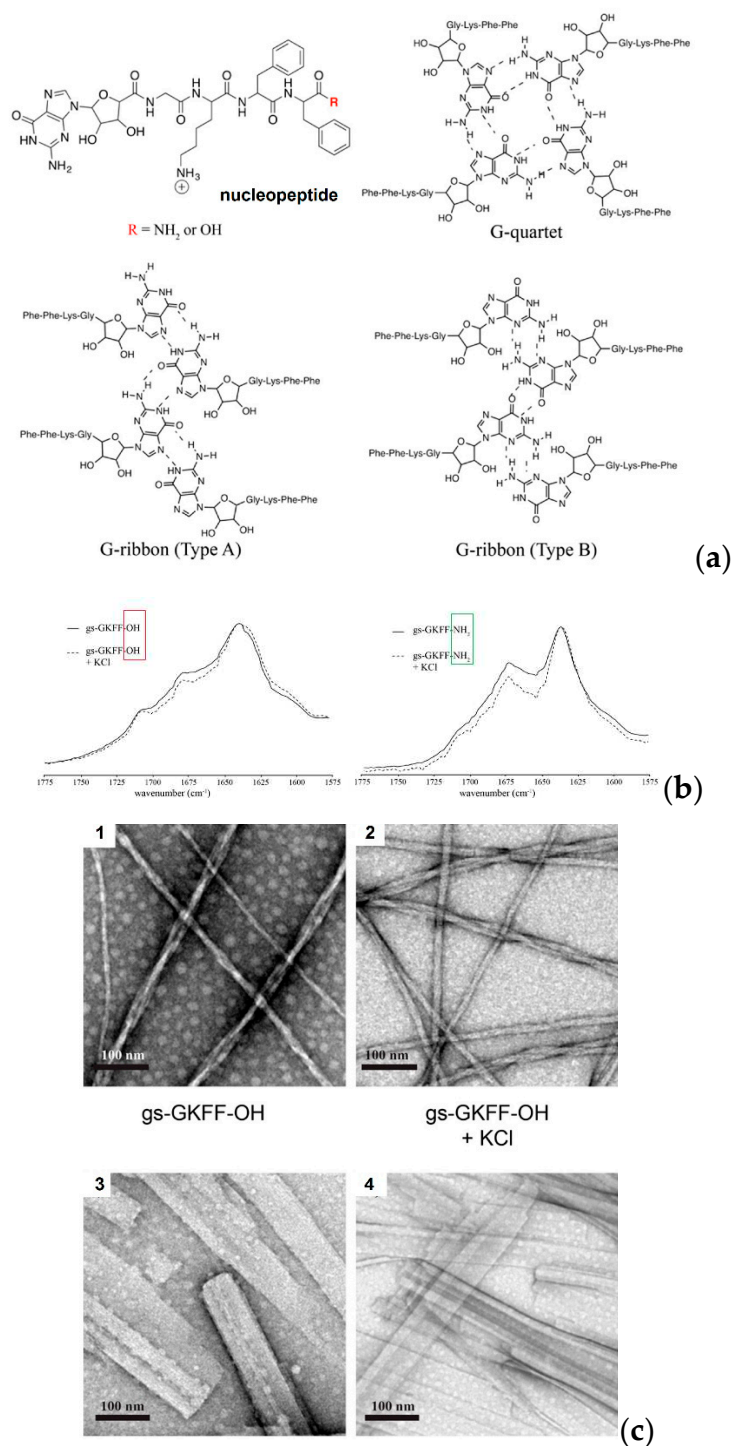 R
NH₃
⊕
nucleopeptide
R = NH₂ or OH
Gly-Lys-Phe-Phe
Gly-Lys-Phe-Phe
Phe-Phe-Lys-Gly
Gly-Lys-Phe-Phe
G-quartet
Phe-Phe-Lys-Gly
Gly-Lys-Phe-Phe
Phe-Phe-Lys-Gly
Gly-Lys-Phe-Phe
G-ribbon (Type A)
Phe-Phe-Lys-Gly
Gly-Lys-Phe-Phe
Phe-Phe-Lys-Gly
Gly-Lys-Phe-Phe
G-ribbon (Type B)
(a)
gs-GKFF-OH
gs-GKFF-OH
+ KCl
1775 1750 1725 1700 1675 1650 1625 1600 1575
wavenumber (cm⁻¹)
gs-GKFF-NH₂
gs-GKFF-NH₂
+ KCl
1775 1750 1725 1700 1675 1650 1625 1600 1575
wavenumber (cm⁻¹)
(b)
1
100 nm
2
100 nm
gs-GKFF-OH
gs-GKFF-OH
+ KCl
3
100 nm
4
100 nm
(c)